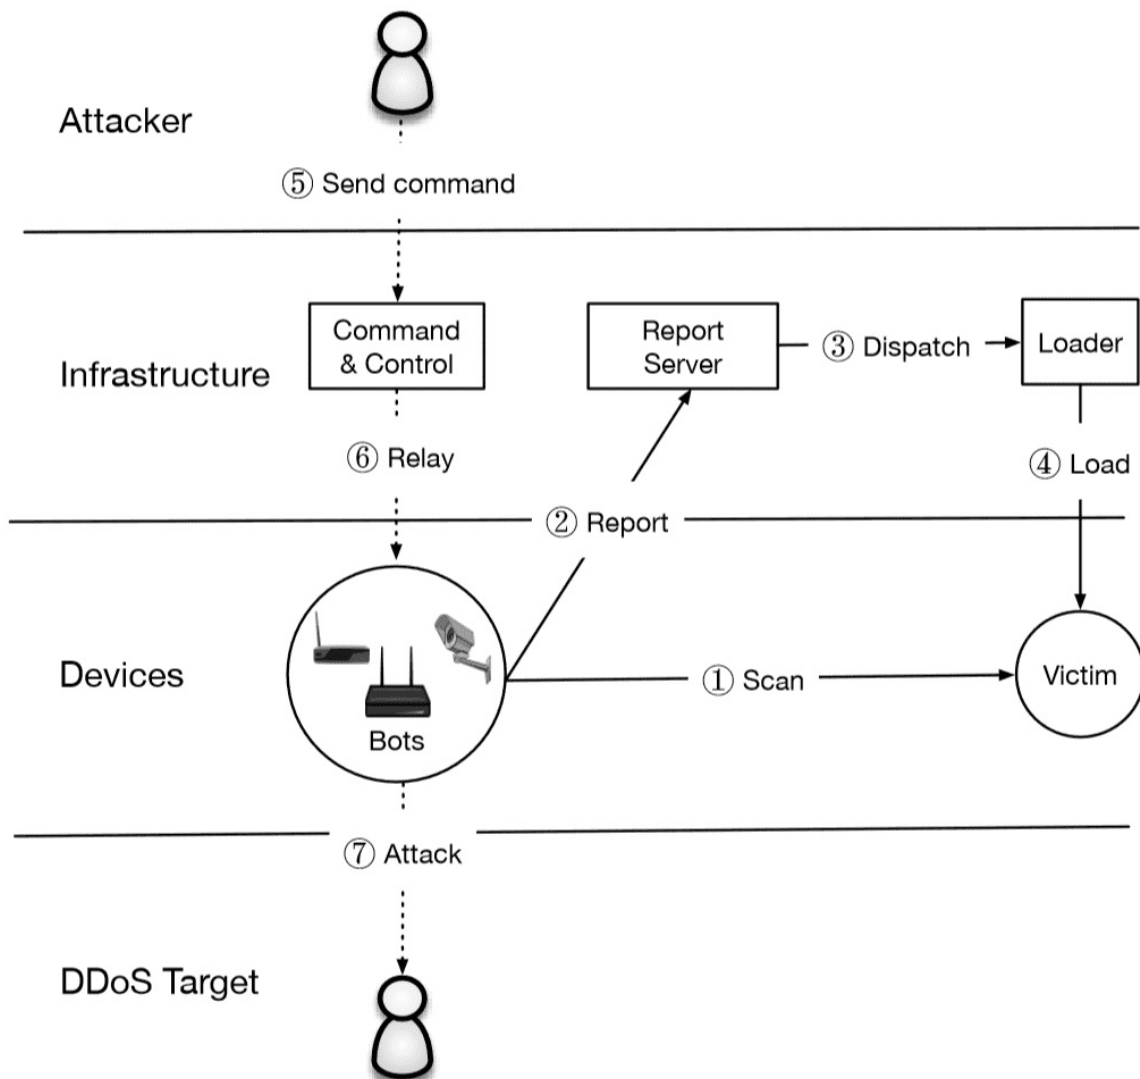 Attacker
⑤ Send command
Infrastructure
Command
& Control
Report
Server
③ Dispatch
Loader
⑥ Relay
④ Load
② Report
Devices
Bots
① Scan
Victim
⑦ Attack
DDoS Target